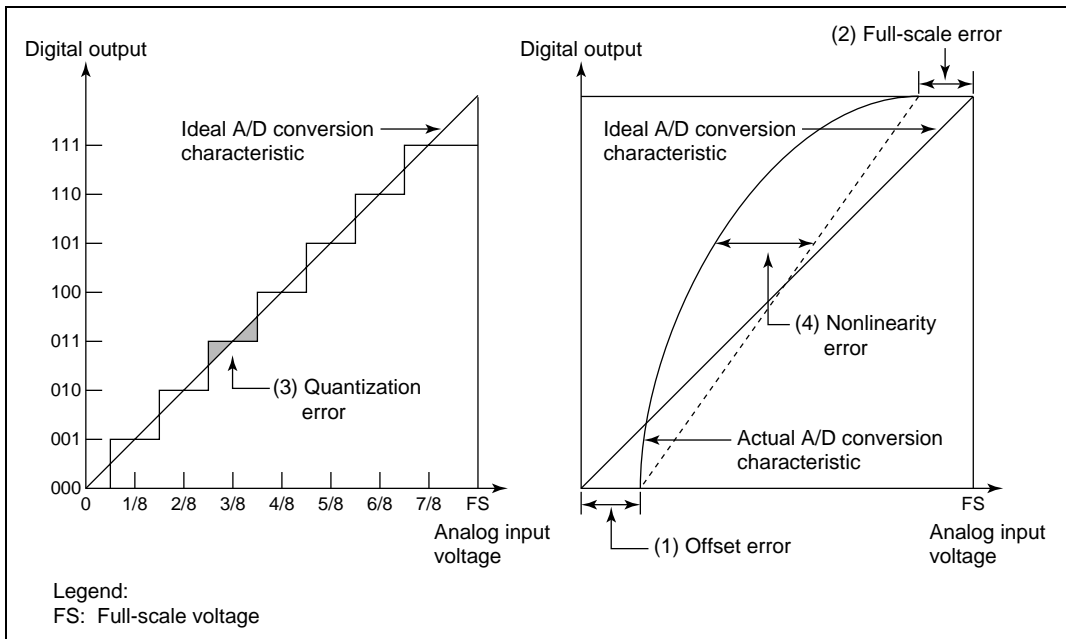 Digital output
Ideal A/D conversion
characteristic
111
110
101
100
011
010
001
000
(3) Quantization
error
0
1/8
2/8
3/8
4/8
5/8
6/8
7/8
FS
Analog input
voltage
(2) Full-scale error
Digital output
Ideal A/D conversion
characteristic
(4) Nonlinearity
error
Actual A/D conversion
characteristic
FS
(1) Offset error
Analog input
voltage
Legend:
FS: Full-scale voltage